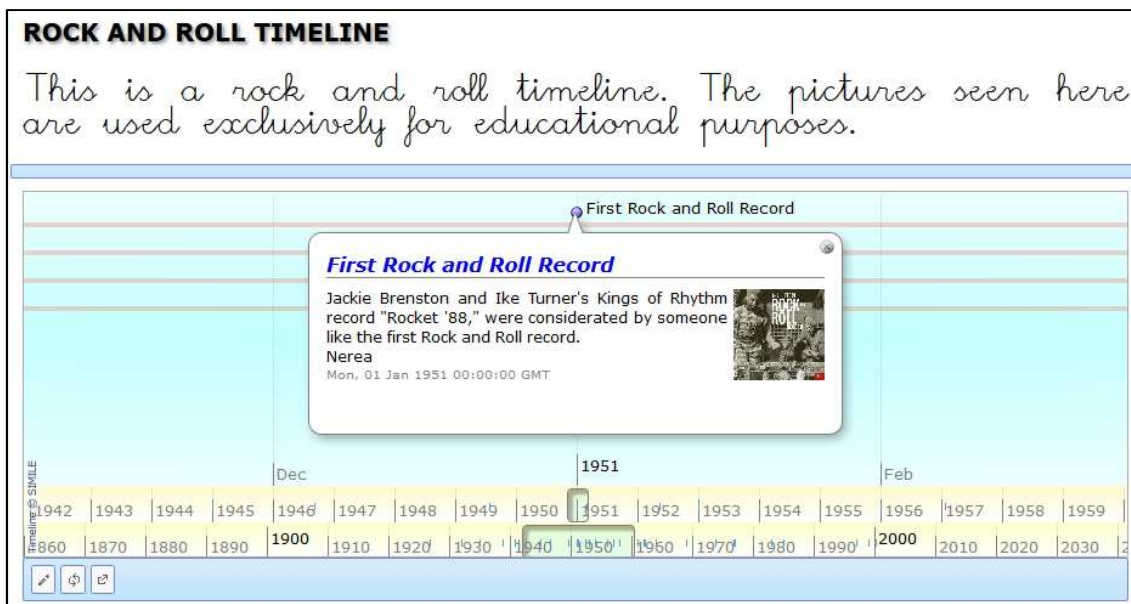 ROCK AND ROLL TIMELINE
This is a rock and roll timeline. The pictures seen here
are used exclusively for educational purposes.
First Rock and Roll Record
First Rock and Roll Record
Jackie Brenston and Ike Turner's Kings of Rhythm
record "Rocket '88," were considerated by someone
like the first Rock and Roll record.
Nerea
Mon, 01 Jan 1951 00:00:00 GMT
ROCK
ROLL
Dec 1951 Feb
1942 1943 1944 1945 1946 1947 1948 1949 1950 1951 1952 1953 1954 1955 1956 1957 1958 1959
1860 1870 1880 1890 1900 1910 1920 1930 1940 1950 1960 1970 1980 1990 2000 2010 2020 2030
Timeline © SIMILE